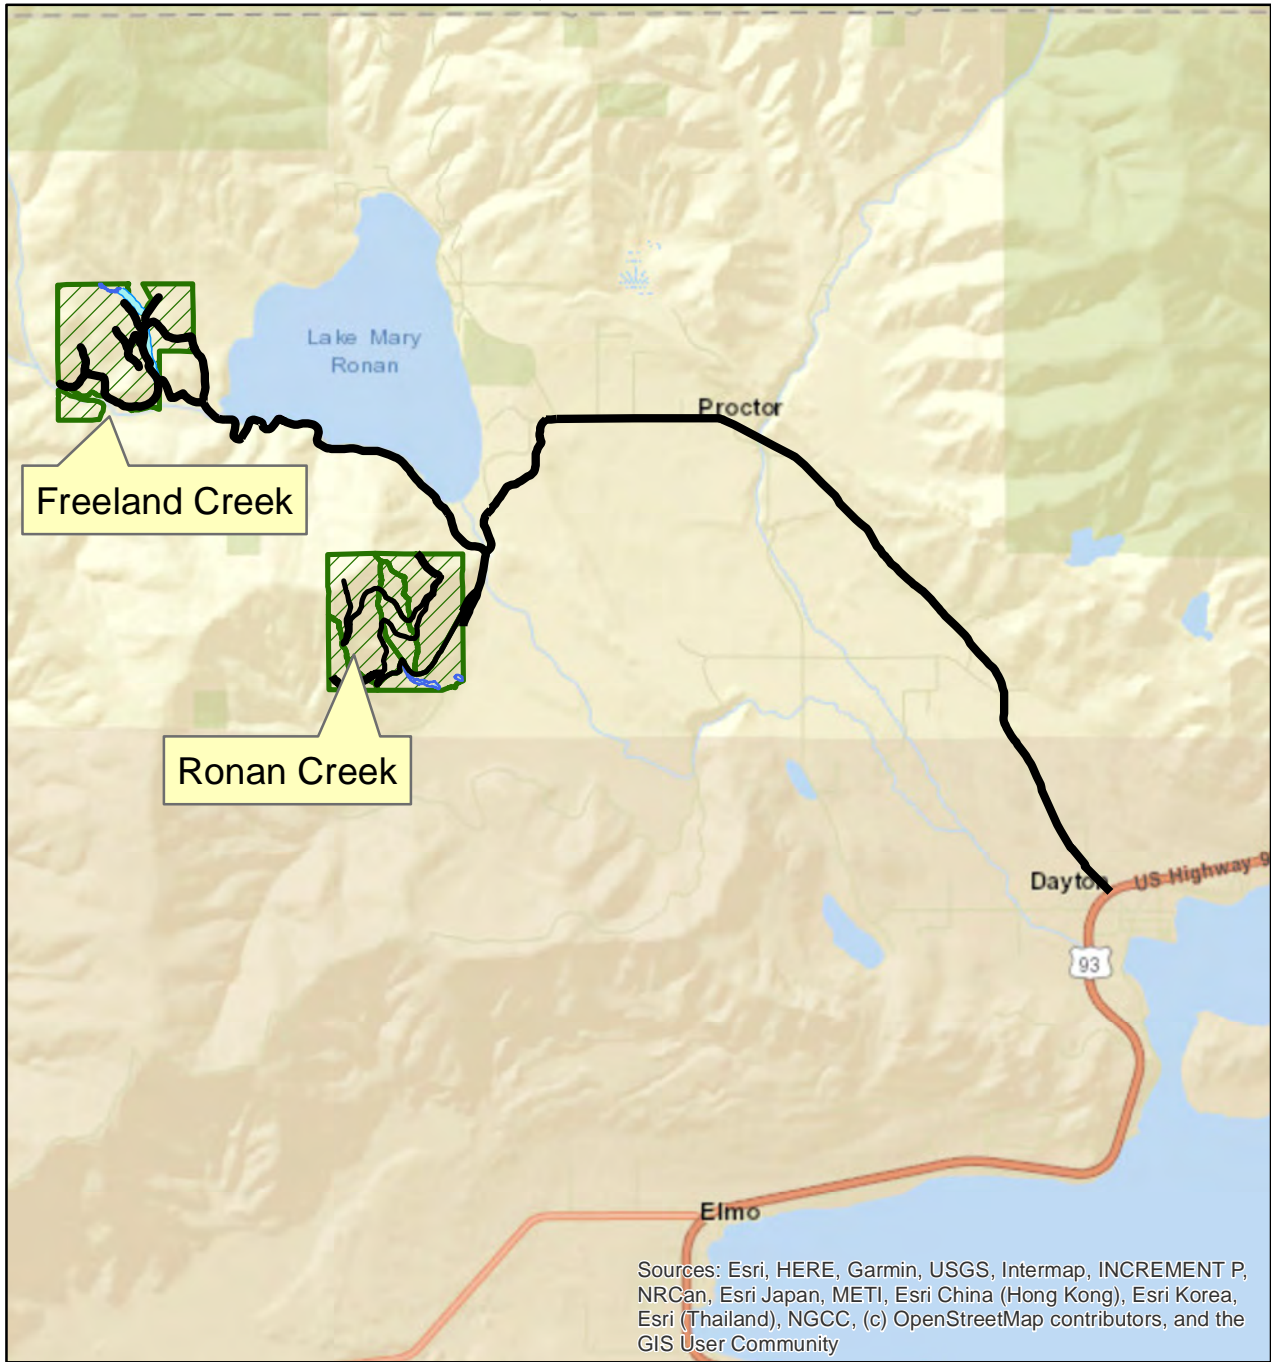 Lake Mary
Ronan
Proctor
Freeland Creek
Ronan Creek
Dayton
US Highway 9
93
Elmo
Sources: Esri, HERE, Garmin, USGS, Intermap, INCREMENT P,
NRCan, Esri Japan, METI, Esri China (Hong Kong), Esri Korea,
Esri (Thailand), NGCC, (c) OpenStreetMap contributors, and the
GIS User Community